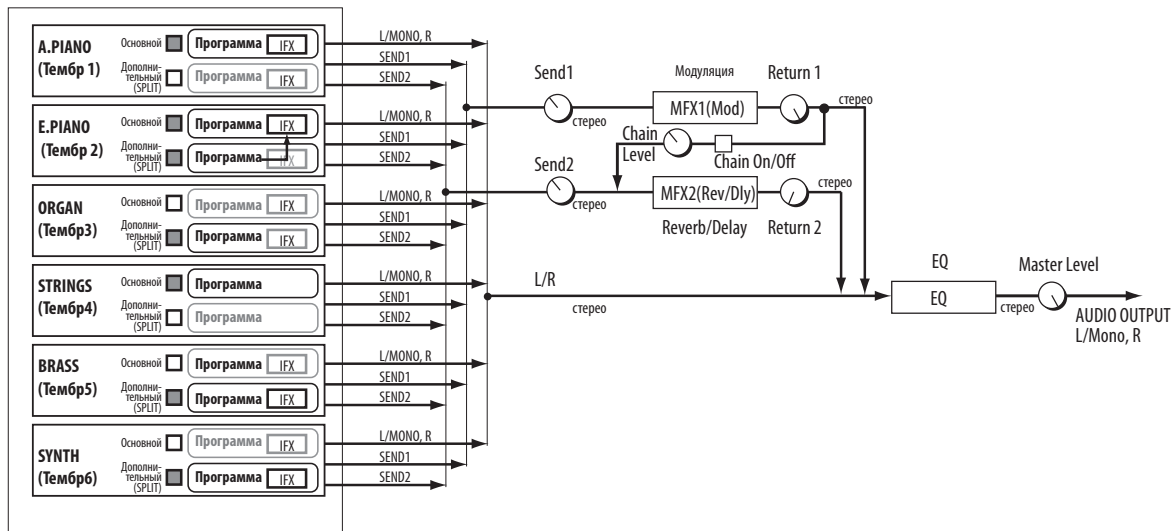 A.PIANO
(Тембр 1)
Основной
Программа
IFX
Дополни-
тельный
(SPLIT)
Программа
IFX
L/MONO, R
SEND1
SEND2
E.PIANO
(Тембр 2)
Основной
Программа
IFX
Дополни-
тельный
(SPLIT)
Программа
IFX
L/MONO, R
SEND1
SEND2
ORGAN
(Тембр3)
Основной
Программа
IFX
Дополни-
тельный
(SPLIT)
Программа
IFX
L/MONO, R
SEND1
SEND2
STRINGS
(Тембр4)
Основной
Программа
Дополни-
тельный
(SPLIT)
Программа
L/MONO, R
SEND1
SEND2
BRASS
(Тембр5)
Основной
Программа
IFX
Дополни-
тельный
(SPLIT)
Программа
IFX
L/MONO, R
SEND1
SEND2
SYNTH
(Тембр6)
Основной
Программа
IFX
Дополни-
тельный
(SPLIT)
Программа
IFX
L/MONO, R
SEND1
SEND2
Send1
стерео
Модуляция
MFX1(Mod)
Return 1
стерео
Chain
Level
Chain On/Off
Send2
стерео
MFX2(Rev/Dly)
Reverb/Delay
стерео
Return 2
L/R
стерео
EQ
EQ
стерео
Master Level
AUDIO OUTPUT
L/Mono, R